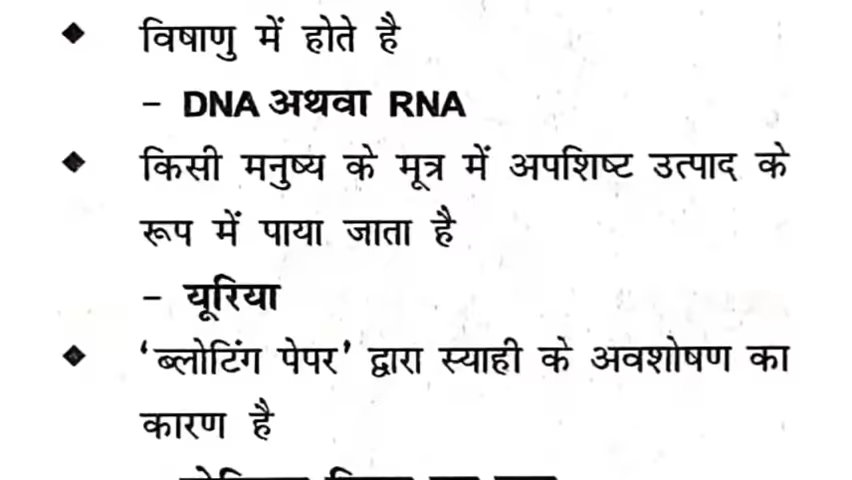 ◆ विषाणु में होते है
– DNA अथवा RNA
◆ किसी मनुष्य के मूत्र में अपशिष्ट उत्पाद के
रूप में पाया जाता है
– यूरिया
◆ ‘ब्लोटिंग पेपर’ द्वारा स्याही के अवशोषण का
कारण है